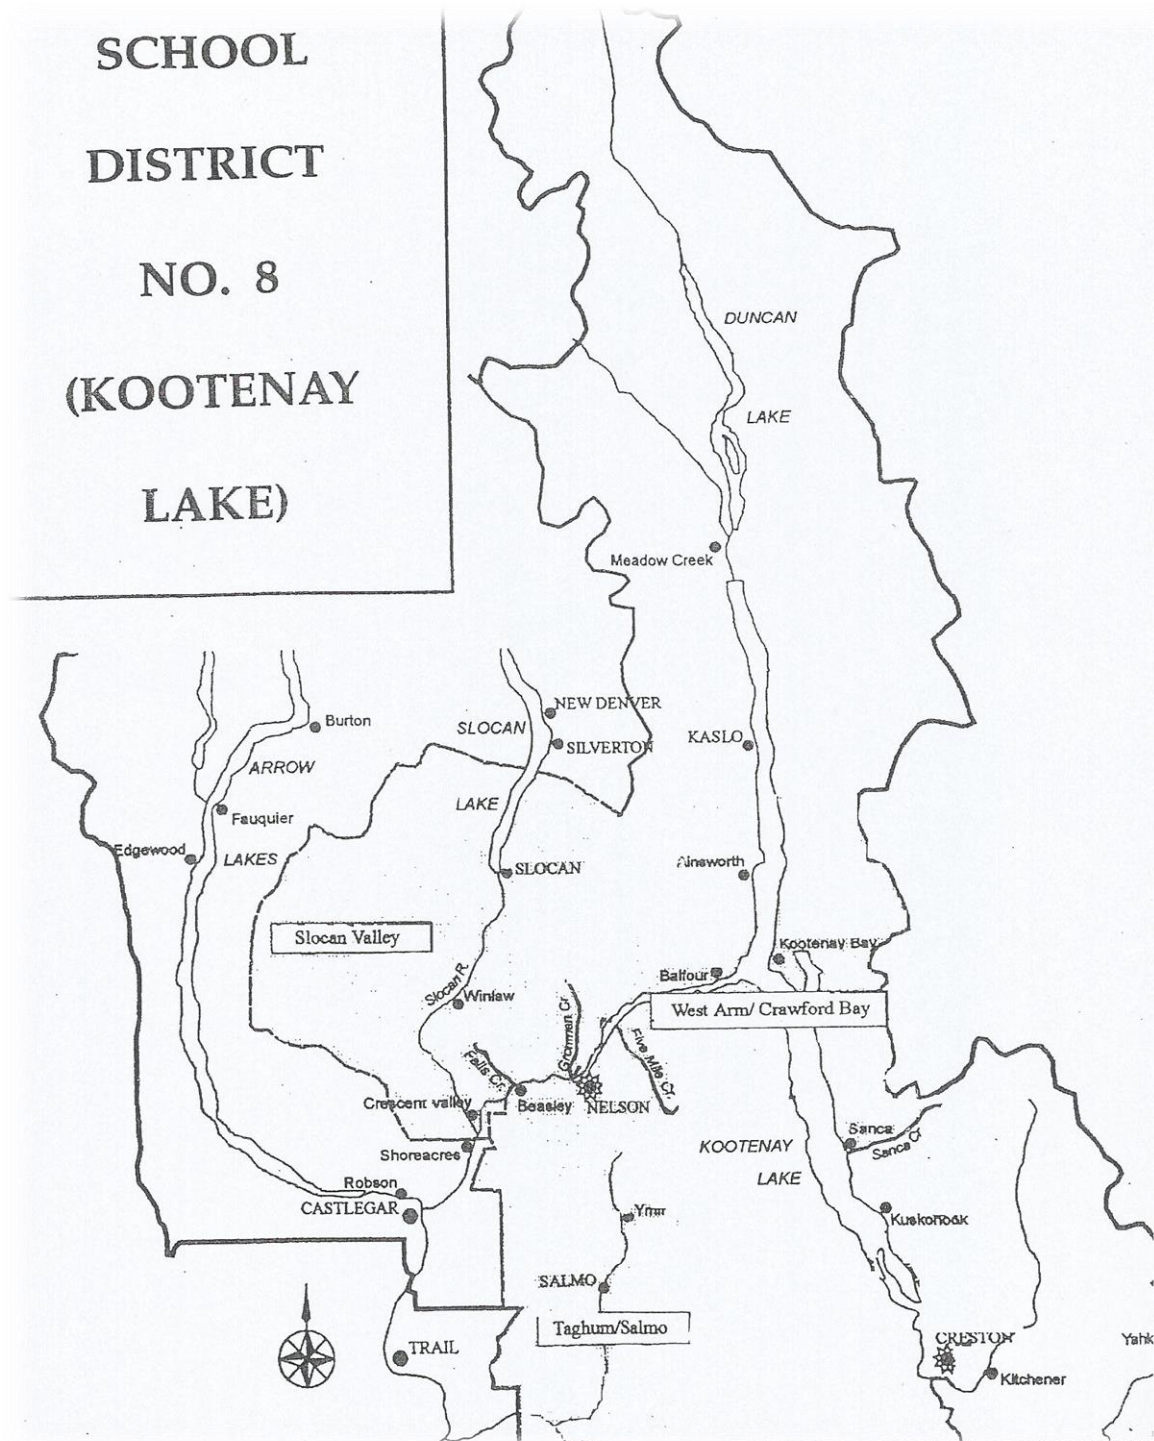 SCHOOL
DISTRICT
NO. 8
(KOOTENAY
LAKE)
DUNCAN
LAKE
Meadow Creek
NEW DENVER
SLOCAN
SILVERTON
KASLO
Burton
ARROW
LAKE
Fauquier
Edgewood
LAKES
SLOCAN
Ainsworth
Slocan Valley
Kootenay Bay
Balfour
Slocan R.
Winlaw
Grohman Cr.
West Arm/ Crawford Bay
Five Mile Cr.
Falls Cr.
Crescent valley
Beasley
NELSON
Shoreacres
KOOTENAY
LAKE
Sanca
Sanca Cr
Robson
CASTLEGAR
Ymir
Kuskonook
SALMO
Taghum/Salmo
TRAIL
CRESTON
Yahk
Kitchener